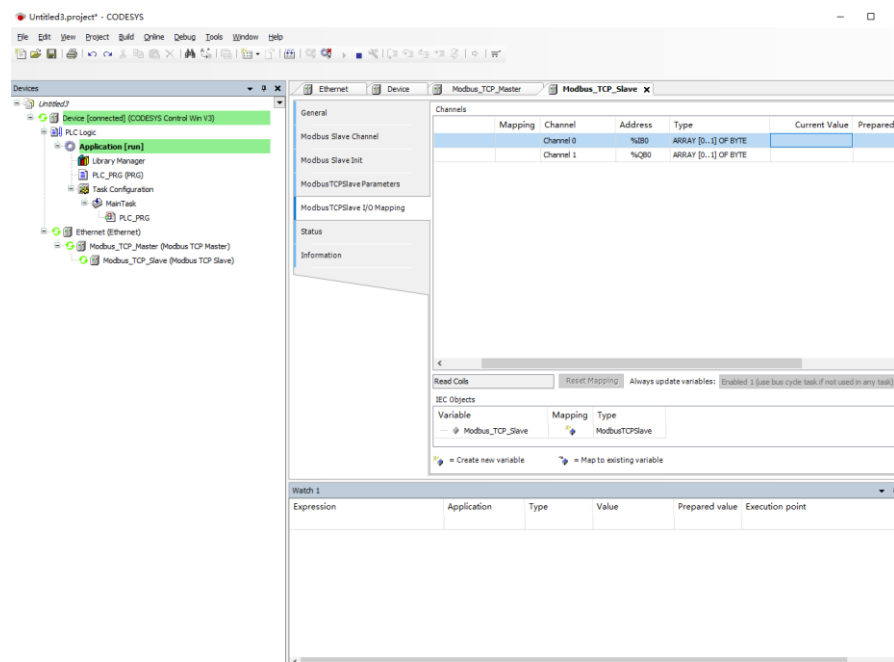 Untitled3.project* - CODESYS
File Edit View Project Build Online Debug Tools Window Help
Devices
Untitled3
Device [connected] (CODESYS Control Win V3)
PLC Logic
Application [run]
Library Manager
PLC_PRG (PRG)
Task Configuration
MainTask
PLC_PRG
Ethernet (Ethernet)
Modbus_TCP_Master (Modbus TCP Master)
Modbus_TCP_Slave (Modbus TCP Slave)
Ethernet Device Modbus_TCP_Master Modbus_TCP_Slave
General
Modbus Slave Channel
Modbus Slave Init
ModbusTCPSlave Parameters
ModbusTCPSlave I/O Mapping
Status
Information
Channels
Mapping Channel Address Type Current Value Prepared
Channel 0 %IB0 ARRAY [0..1] OF BYTE
Channel 1 %QB0 ARRAY [0..1] OF BYTE
Read Coils Reset Mapping Always update variables: Enabled 1 (use bus cycle task if not used in any task)
IEC Objects
Variable Mapping Type
Modbus_TCP_Slave ModbusTCPSlave
= Create new variable = Map to existing variable
Watch 1
Expression Application Type Value Prepared value Execution point